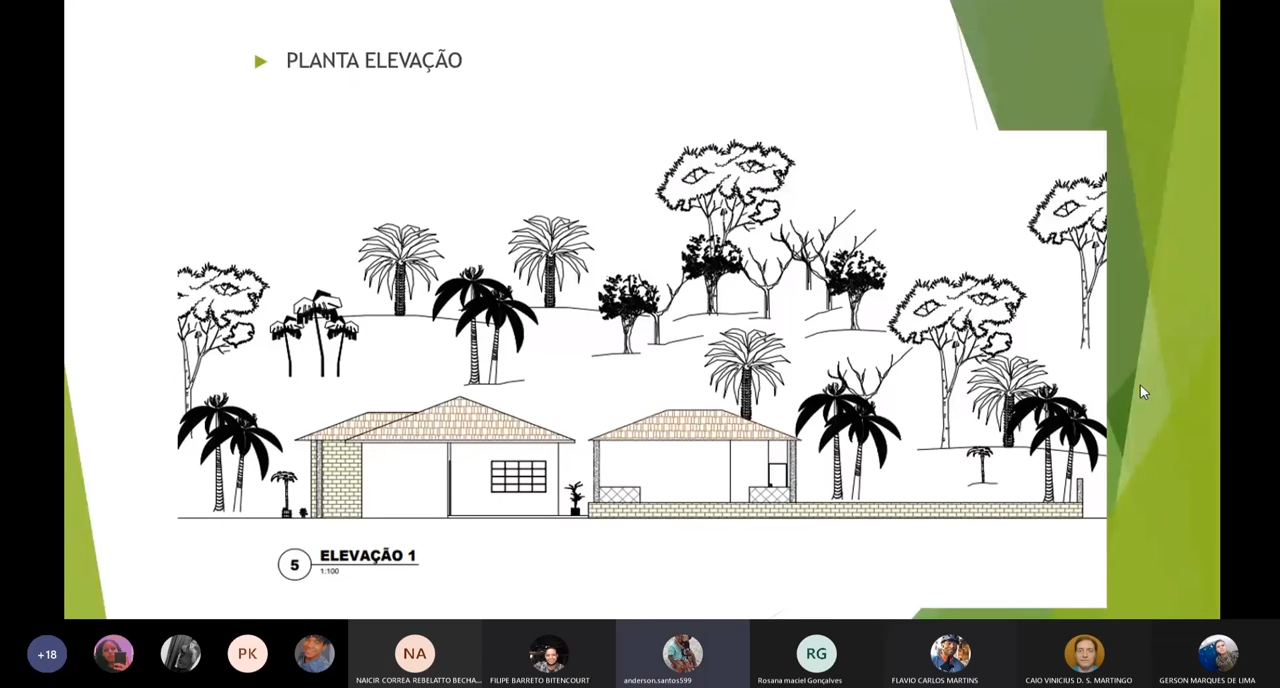 PLANTA ELEVAÇÃO
5
ELEVAÇÃO 1
1:100
+18
PK
NA
RG
NAICIR CORREA REBELATTO BECHA...
FILIPE BARRETO BITENCOURT
anderson.santos599
Rosana maciel Gonçalves
FLAVIO CARLOS MARTINS
CAIO VINICIUS D. S. MARTINGO
GERSON MARQUES DE LIMA